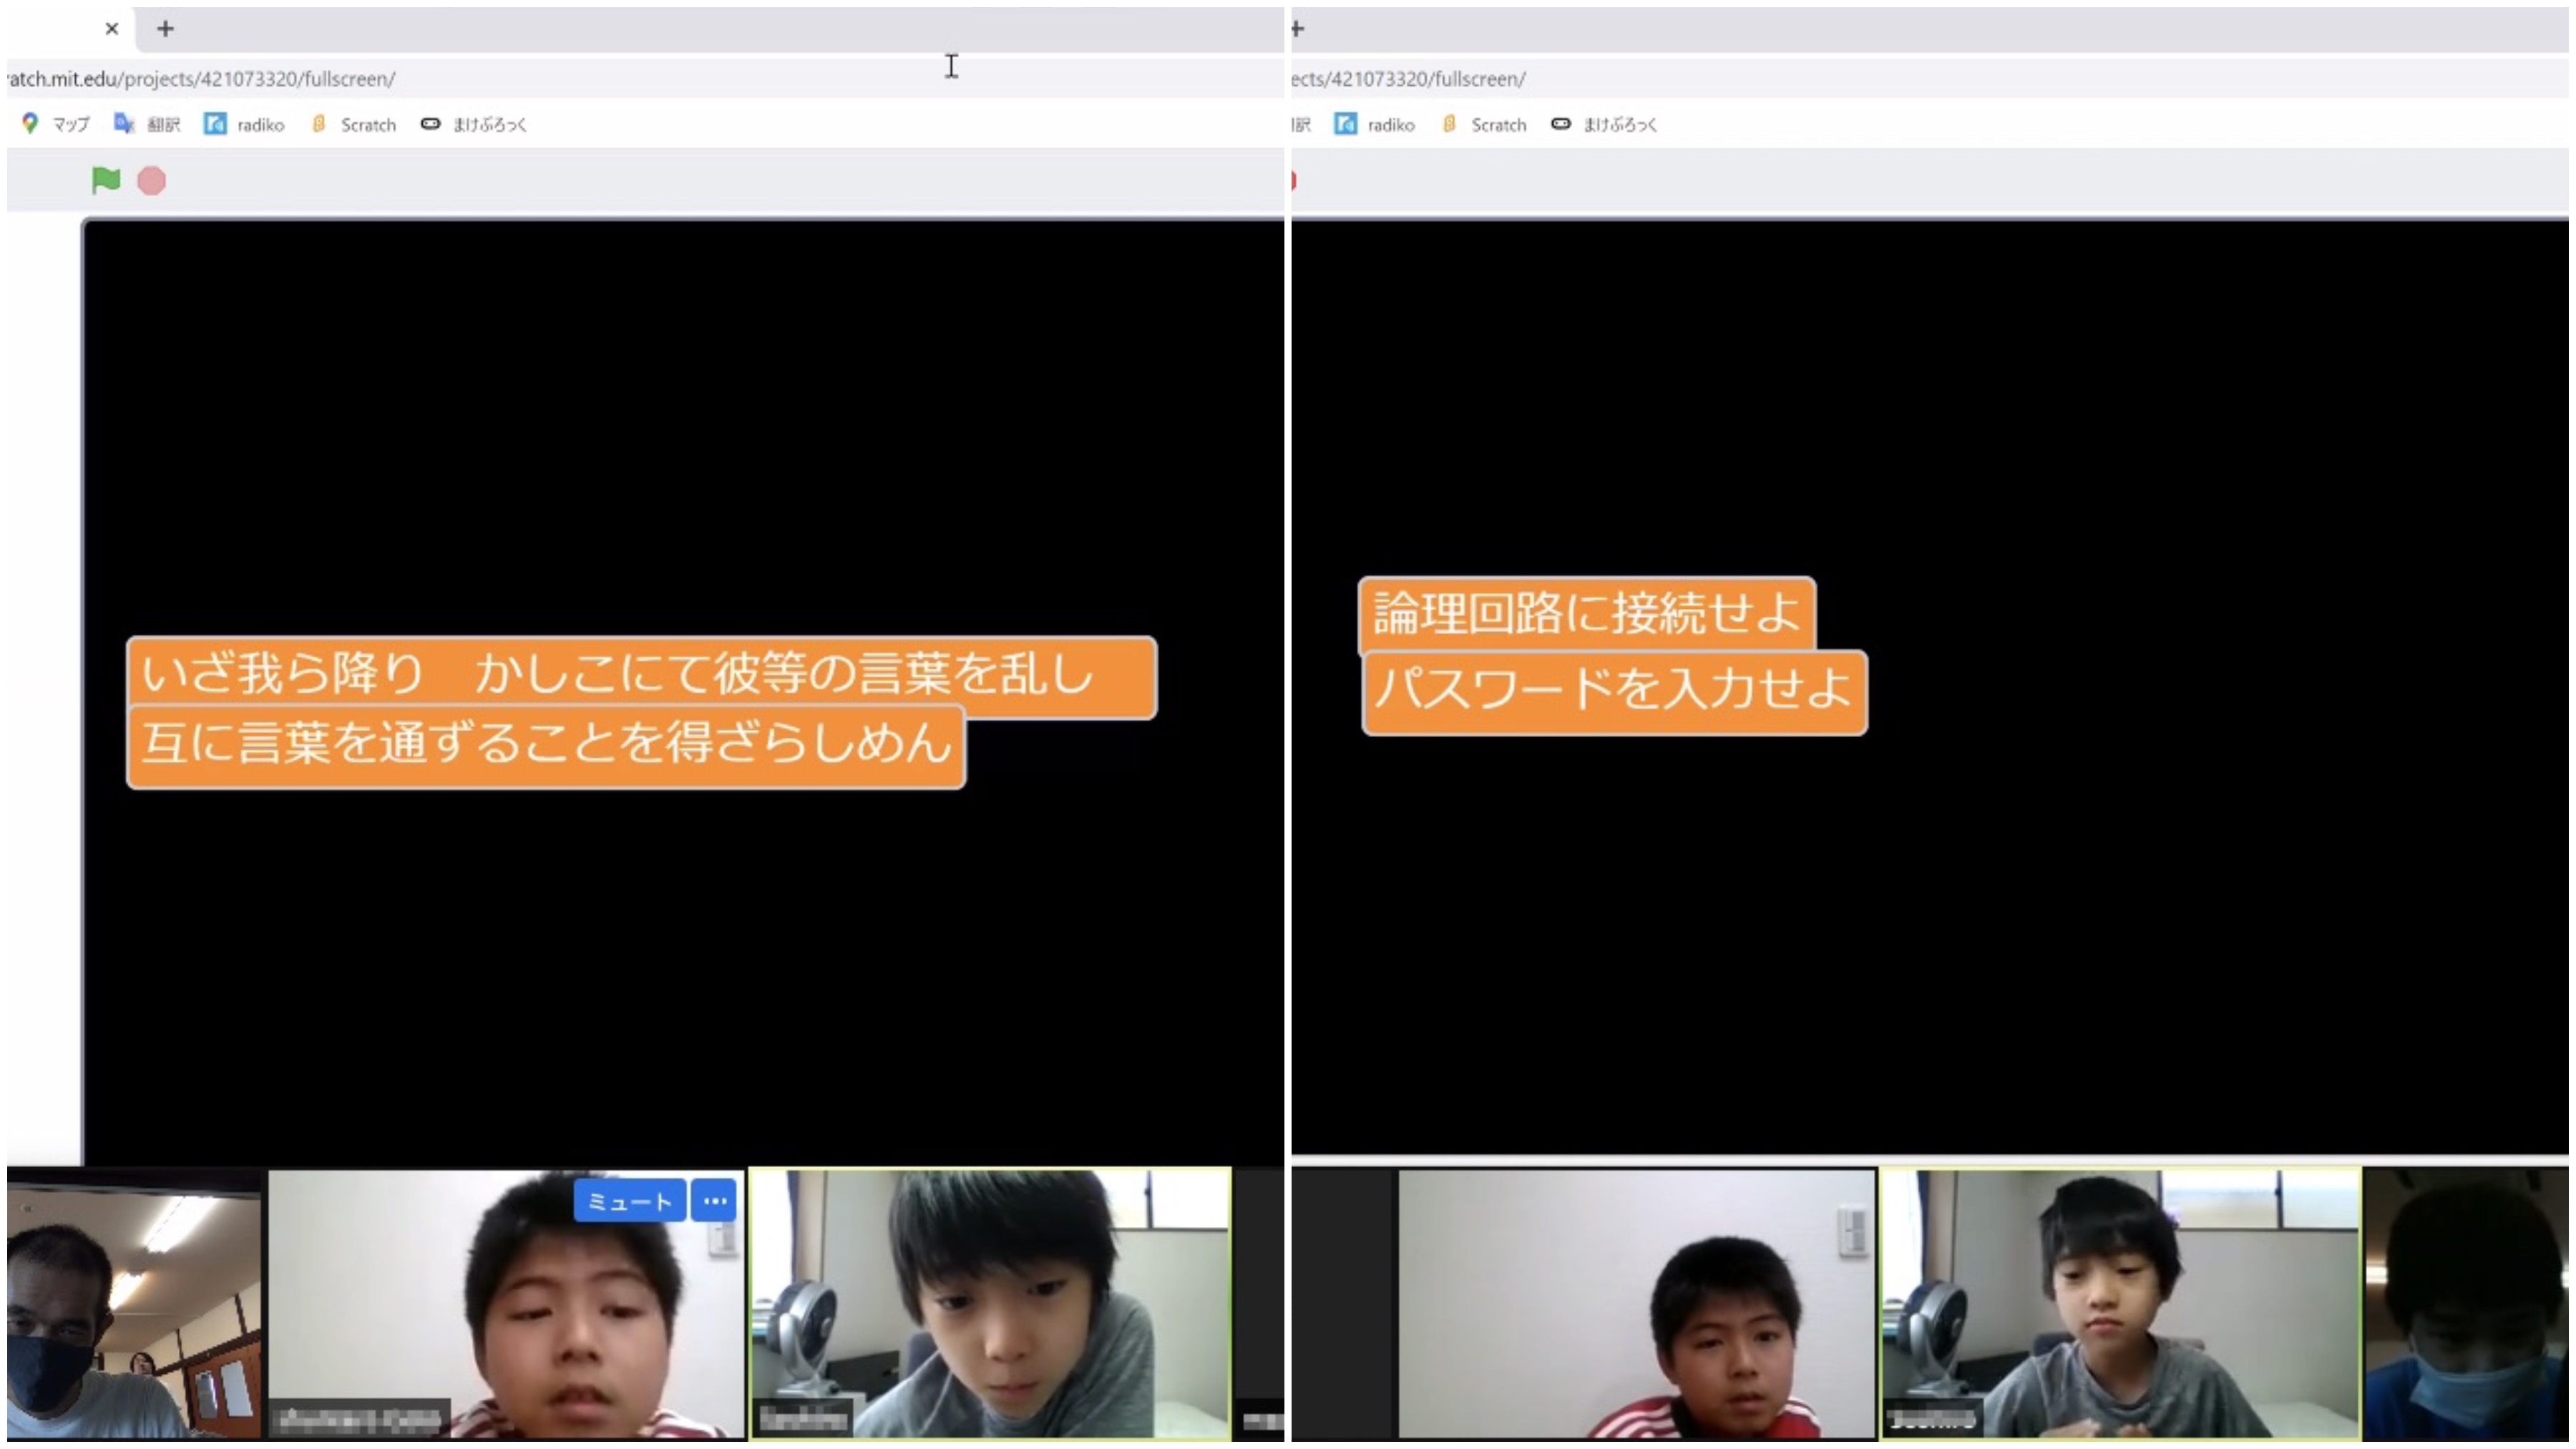 ratch.mit.edu/projects/421073320/fullscreen/
マップ 翻訳 radiko Scratch まけぶろっく
いざ我ら降り　かしこにて彼等の言葉を乱し
互に言葉を通ずることを得ざらしめん
ミュート
ects/421073320/fullscreen/
訳 radiko Scratch まけぶろっく
論理回路に接続せよ
パスワードを入力せよ